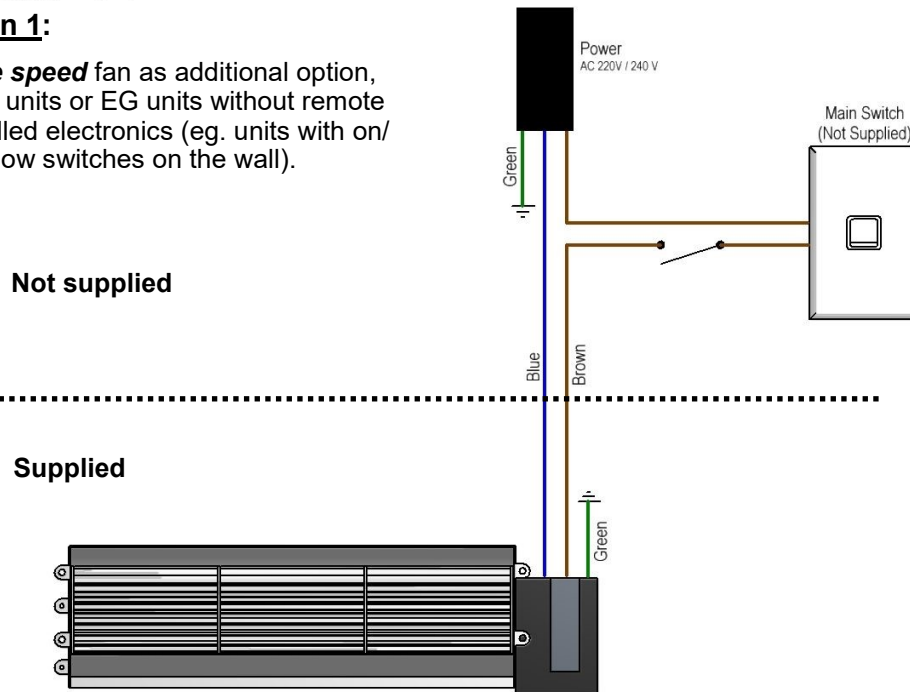 n 1:
e speed fan as additional option,
units or EG units without remote
lled electronics (eg. units with on/
ow switches on the wall).
Power
AC 220V / 240 V
Main Switch
(Not Supplied)
Green
Not supplied
Blue
Brown
Supplied
Green